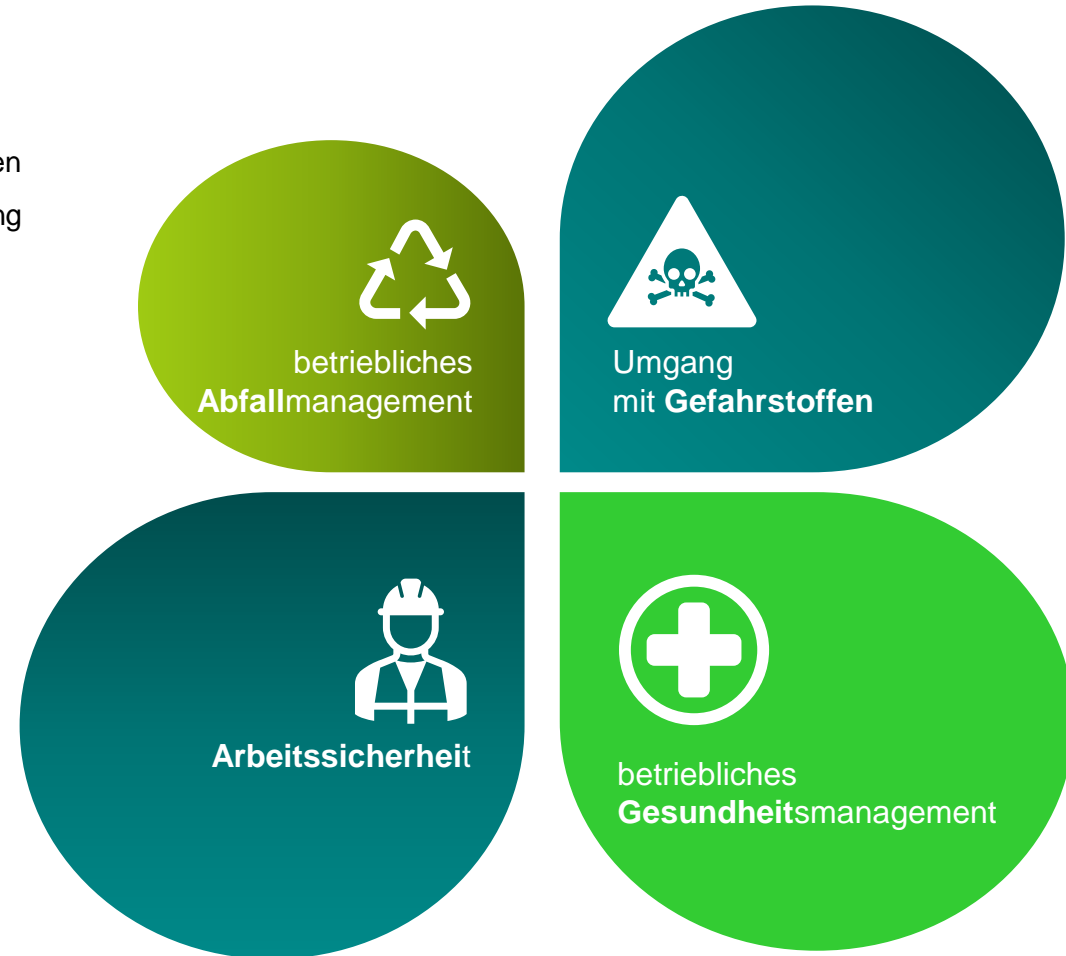 en
ng
betriebliches
Abfallmanagement
Umgang
mit Gefahrstoffen
Arbeitssicherheit
betriebliches
Gesundheitsmanagement